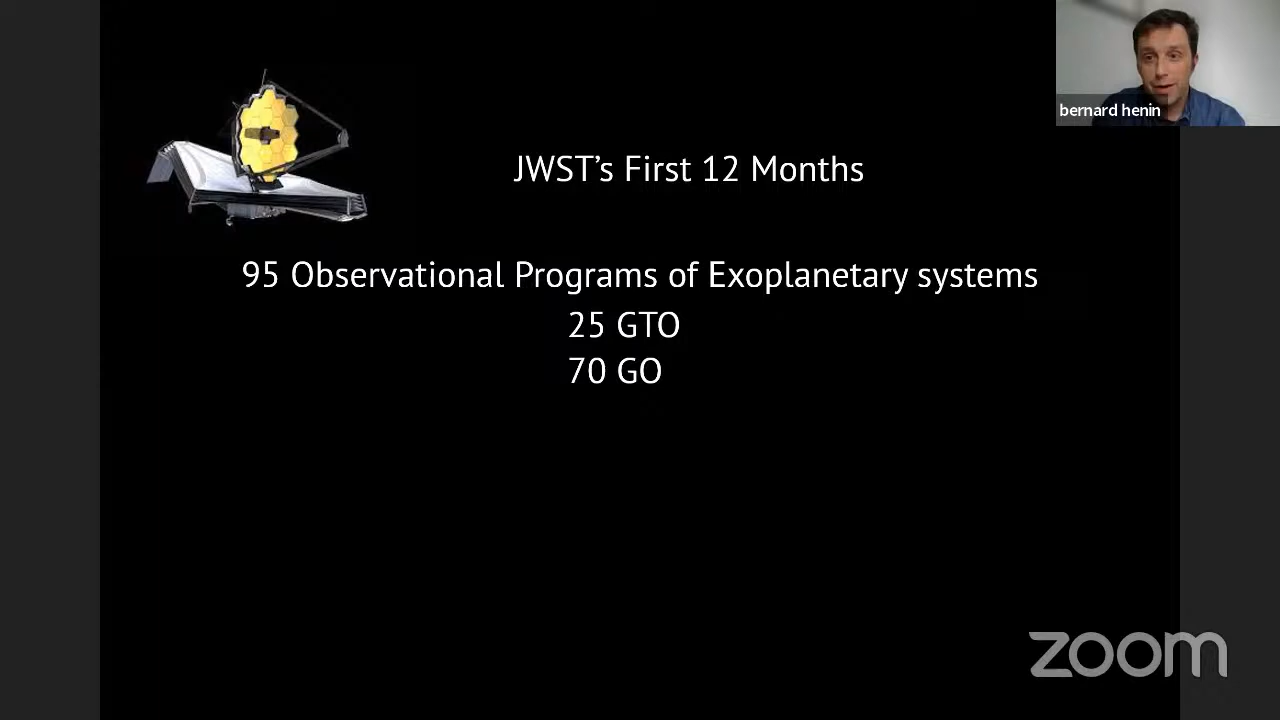 bernard henin
JWST’s First 12 Months
95 Observational Programs of Exoplanetary systems
25 GTO
70 GO
zoom